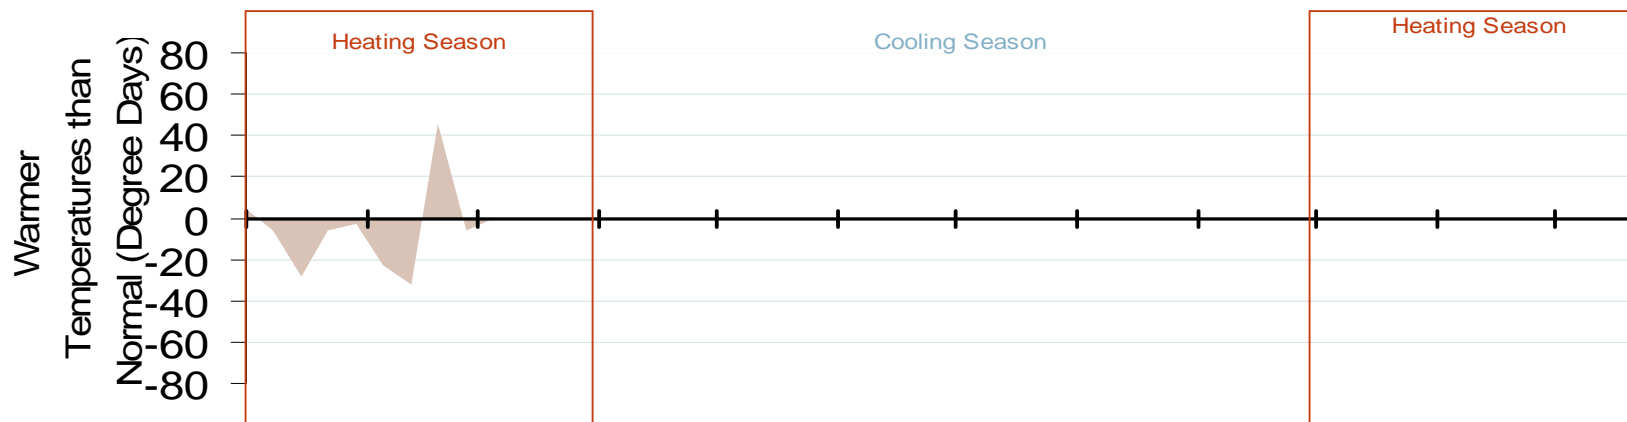 Heating Season
Cooling Season
Heating Season
Warmer
Temperatures than
Normal (Degree Days)
80
60
40
20
0
-20
-40
-60
-80